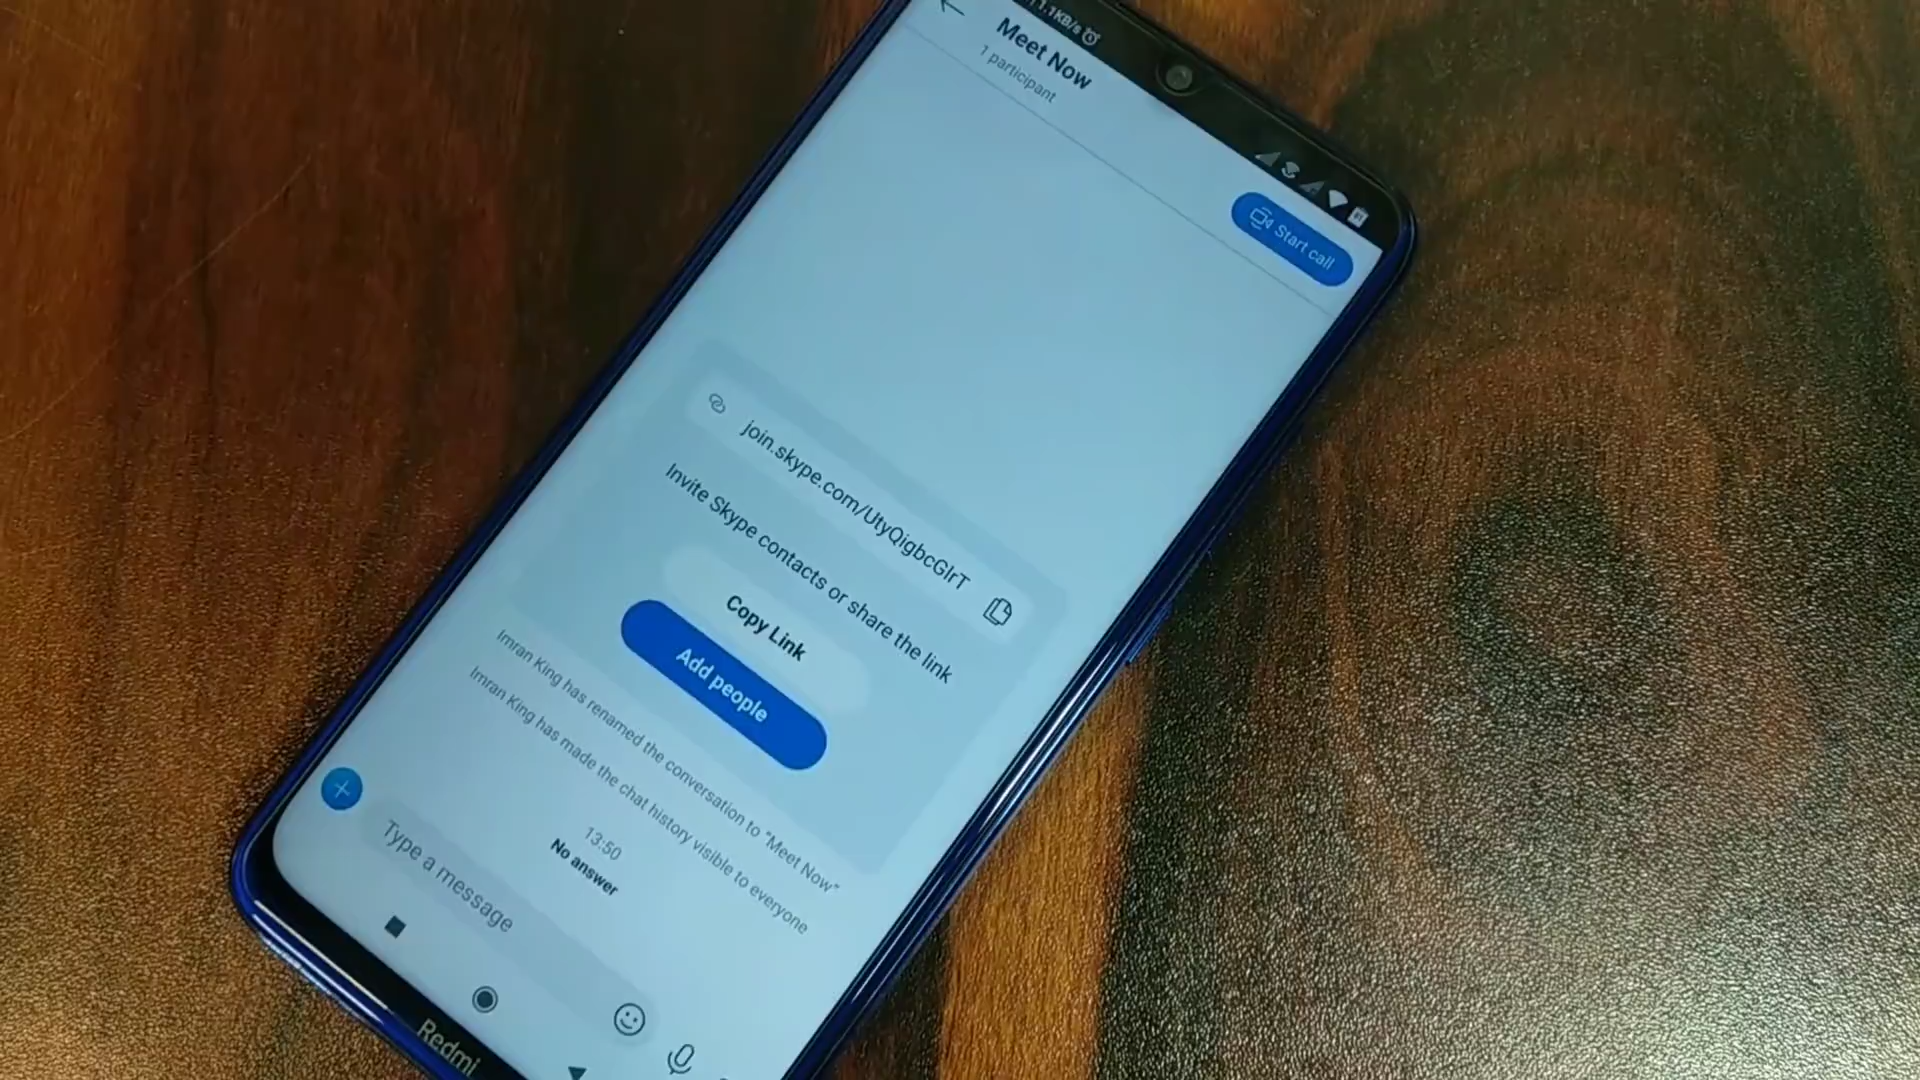 1.1KB/s
Meet Now
1 participant
Start call
join.skype.com/UtyQigbcGlrT
Invite Skype contacts or share the link
Copy Link
Add people
Imran King has renamed the conversation to "Meet Now"
Imran King has made the chat history visible to everyone
13:50
No answer
Type a message
Redmi